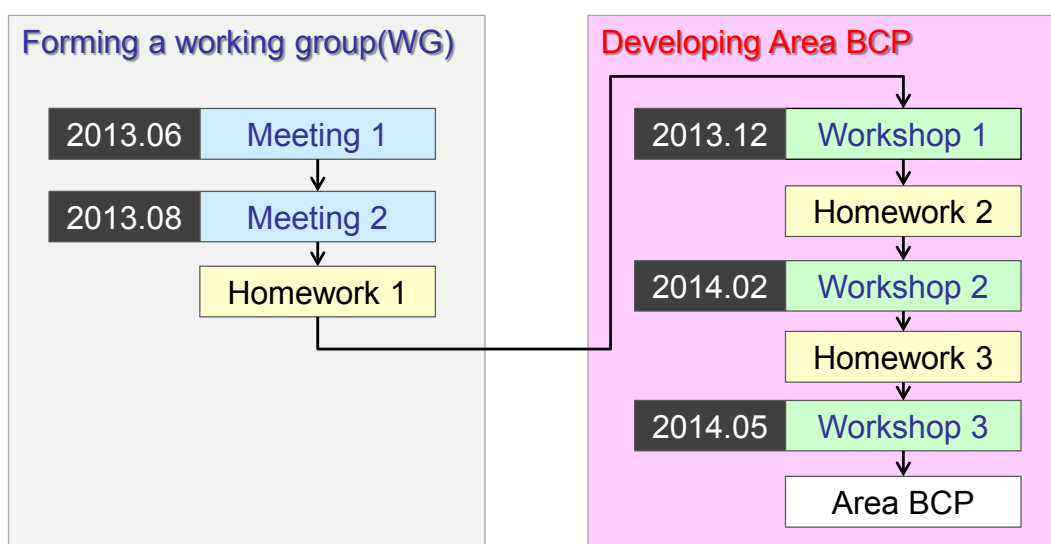 Forming a working group(WG)
2013.06 Meeting 1
2013.08 Meeting 2
Homework 1
Developing Area BCP
2013.12 Workshop 1
Homework 2
2014.02 Workshop 2
Homework 3
2014.05 Workshop 3
Area BCP